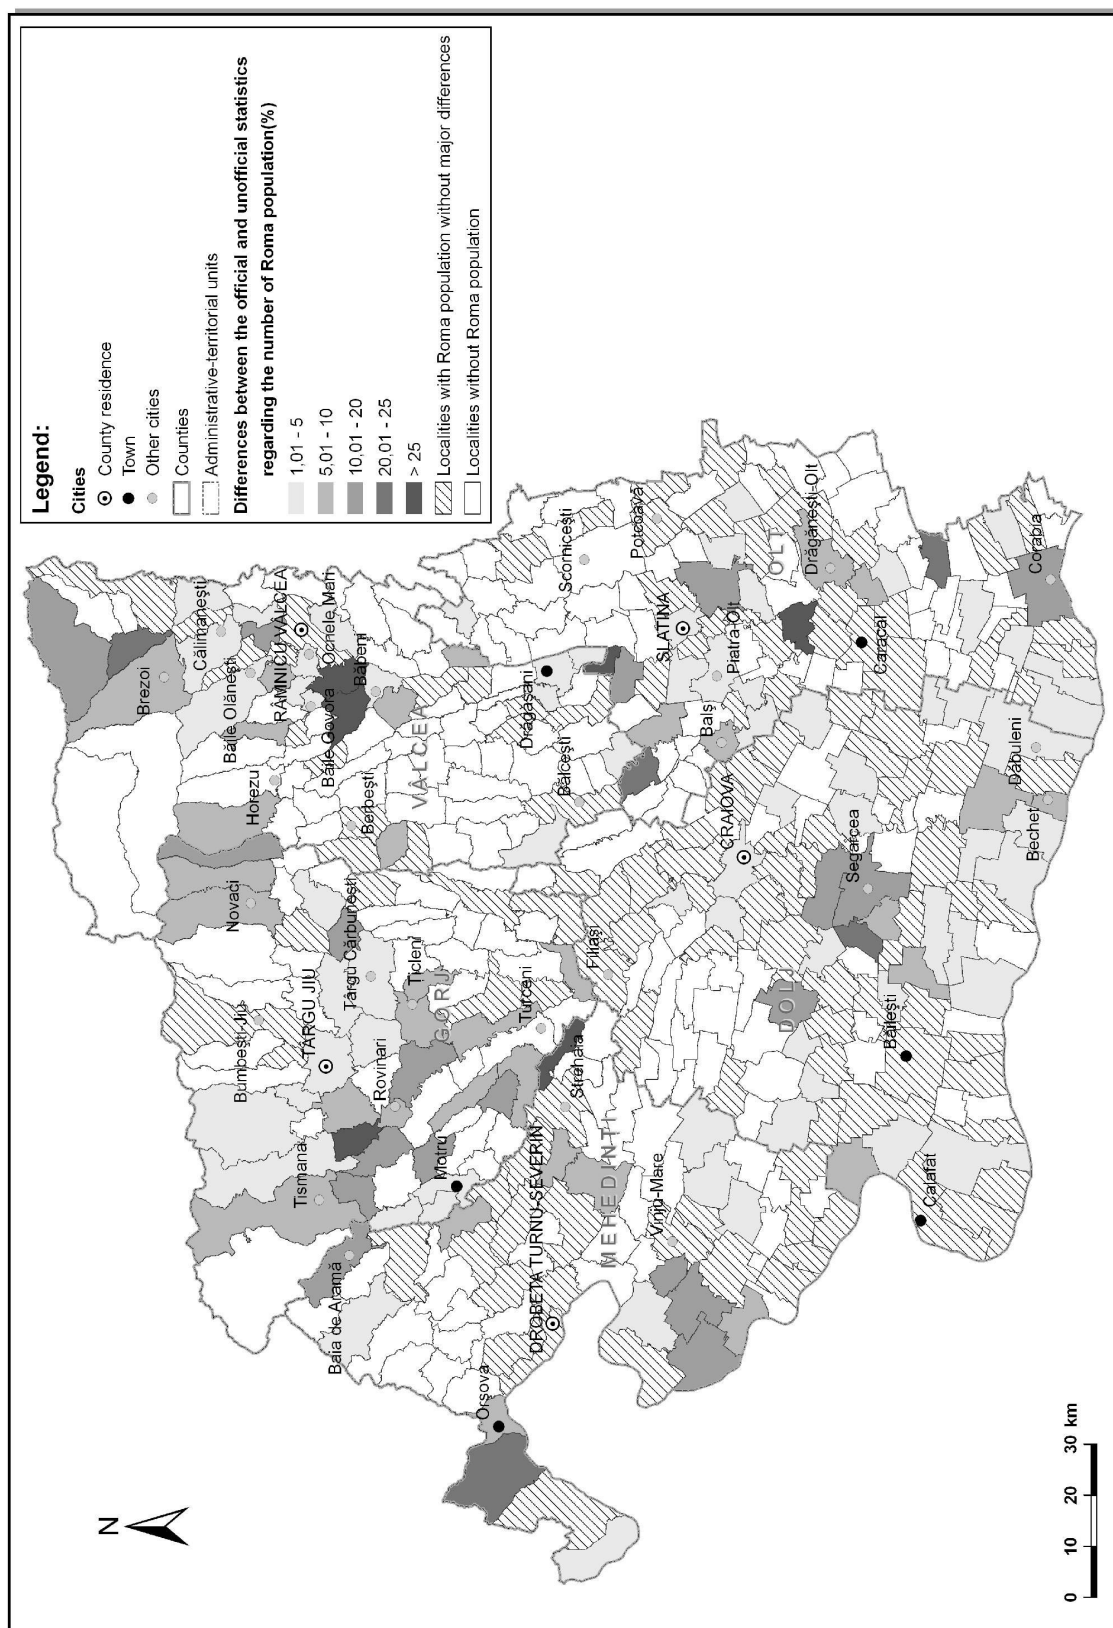 Legend:
Cities
County residence
Town
Other cities
Counties
Administrative-territorial units
Differences between the official and unofficial statistics
regarding the number of Roma population(%)
1,01 - 5
5,01 - 10
10,01 - 20
20,01 - 25
> 25
Localities with Roma population without major differences
Localities without Roma population
N
Brezoi
Călimanești
Băile Olănești
RÂMNICU VÂLCEA
Ocnele Mari
Băile Govora
Băbeni
Horezu
Berbești
VÂLCEA
Novaci
Bumbești-Jiu
TÂRGU JIU
Târgu Cărbunești
Țicleni
GORJ
Rovinari
Turceni
Tismana
Motru
Baia de Aramă
Orșova
DROBETA TURNU-SEVERIN
Strehaia
MEHEDINTI
Vinju-Mare
Filiași
Drăgășani
Bălcești
Scornicești
Potcoavă
SLATINA
OLT
Piatra-Olt
Balș
Drăgănești-Olt
Caracal
Corabia
CRAIOVA
Segarcea
DOLJ
Băilești
Calafat
Dăbuleni
Bechet
0 10 20 30 km